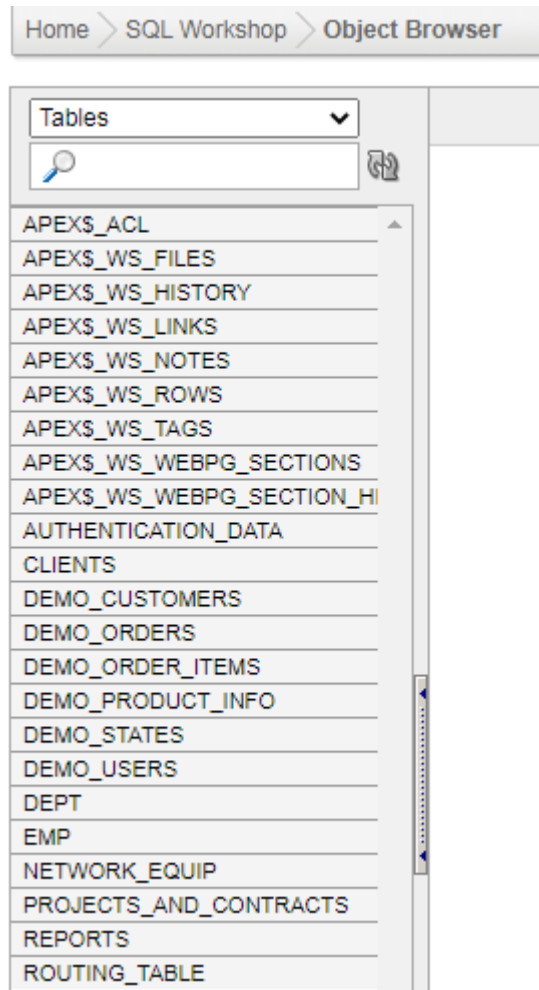 Home SQL Workshop Object Browser
Tables
APEX$_ACL
APEX$_WS_FILES
APEX$_WS_HISTORY
APEX$_WS_LINKS
APEX$_WS_NOTES
APEX$_WS_ROWS
APEX$_WS_TAGS
APEX$_WS_WEBPG_SECTIONS
APEX$_WS_WEBPG_SECTION_HI
AUTHENTICATION_DATA
CLIENTS
DEMO_CUSTOMERS
DEMO_ORDERS
DEMO_ORDER_ITEMS
DEMO_PRODUCT_INFO
DEMO_STATES
DEMO_USERS
DEPT
EMP
NETWORK_EQUIP
PROJECTS_AND_CONTRACTS
REPORTS
ROUTING_TABLE